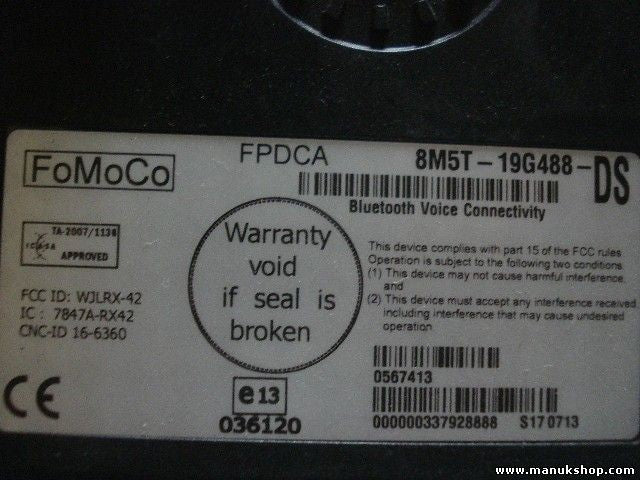 FoMoCo
FPDCA
8M5T-19G488-DS
Bluetooth Voice Connectivity
TA-2007/1136
ICASA
APPROVED
FCC ID: WJLRX-42
IC : 7847A-RX42
CNC-ID 16-6360
Warranty
void
if seal is
broken
This device complies with part 15 of the FCC rules
Operation is subject to the following two conditions
(1) This device may not cause harmful interference,
and
(2) This device must accept any interference received
including interference that may cause undesired
operation
0567413
000000337928888 S17 0713
CE
e13
036120
www.manukshop.com